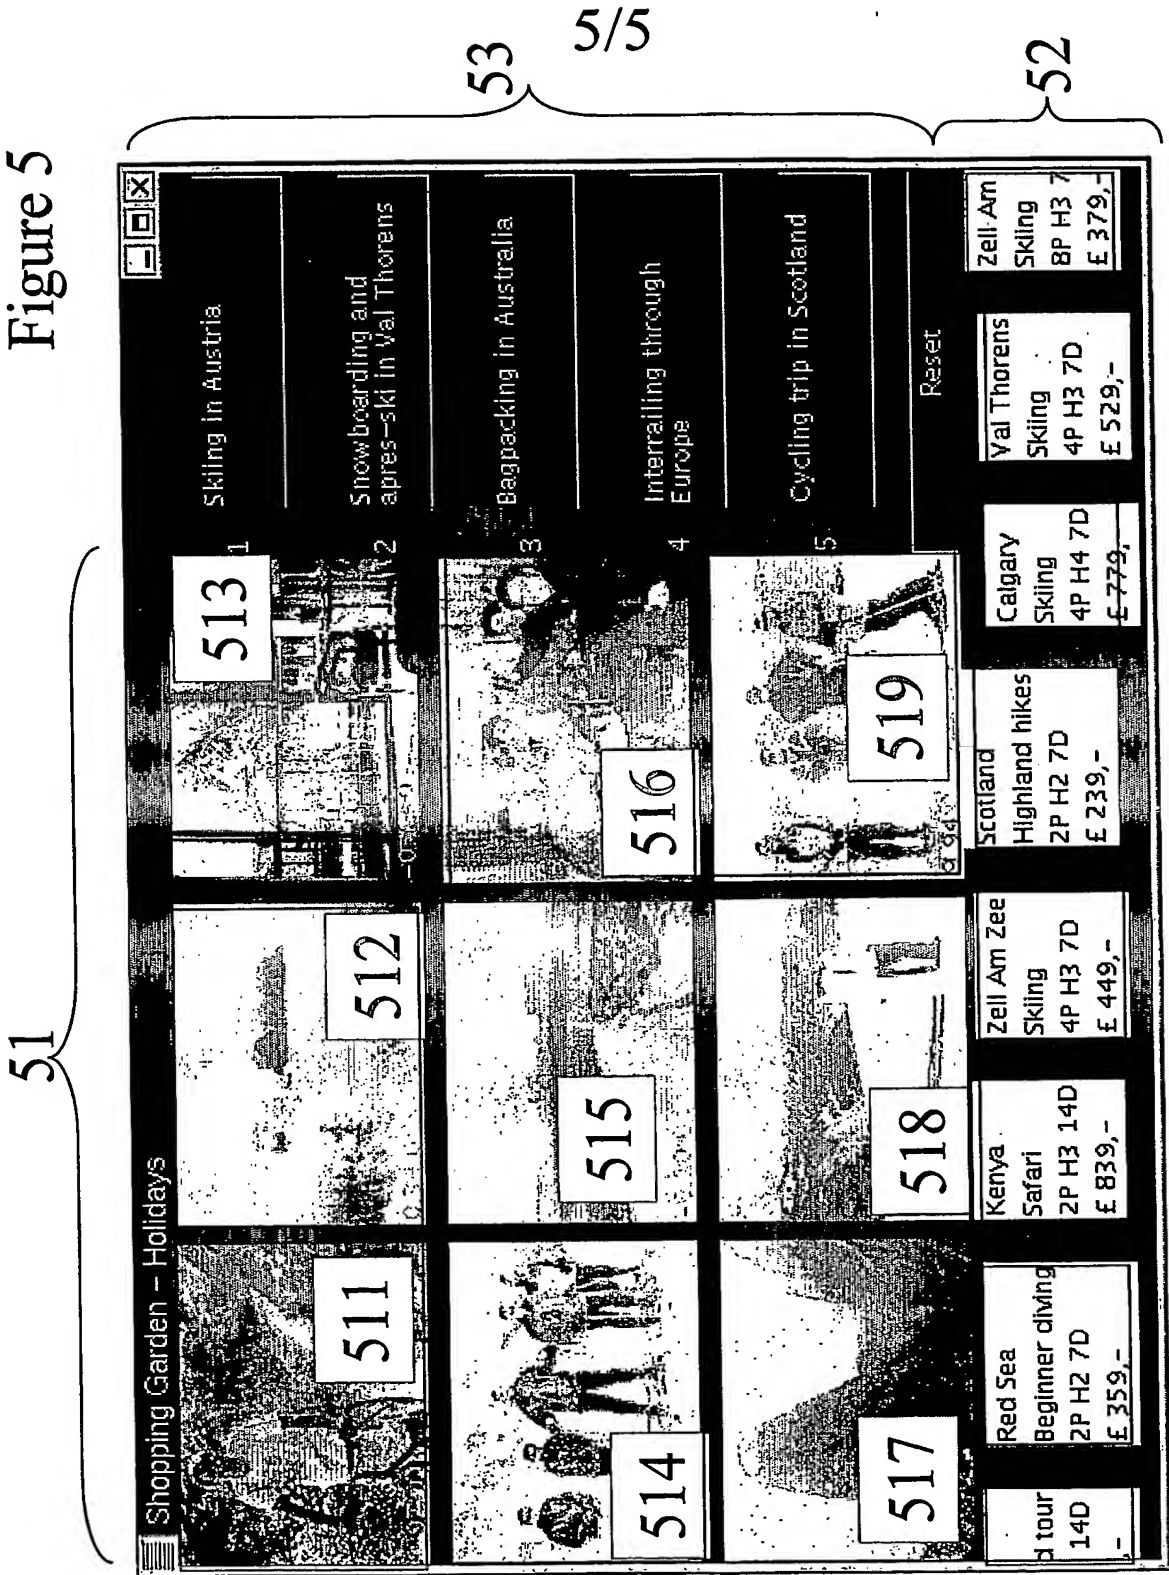 5/5
Figure 5
51
53
52
Shopping Garden – Holidays
511
512
513
514
515
516
517
518
519
1
Skiing in Austria
2
Snowboarding and
apres-ski in Val Thorens
3
Bagpacking in Australia
4
Interrailing through
Europe
5
Cycling trip in Scotland
Reset
d tour
14D
-
Red Sea
Beginner diving
2P H2 7D
£ 359,-
Kenya
Safari
2P H3 14D
£ 839,-
Zell Am Zee
Skiing
4P H3 7D
£ 449,-
Scotland
Highland hikes
2P H2 7D
£ 239,-
Calgary
Skiing
4P H4 7D
£ 779,
Val Thorens
Skiing
4P H3 7D
£ 529,-
Zell Am
Skiing
8P H3 7
£ 379,-